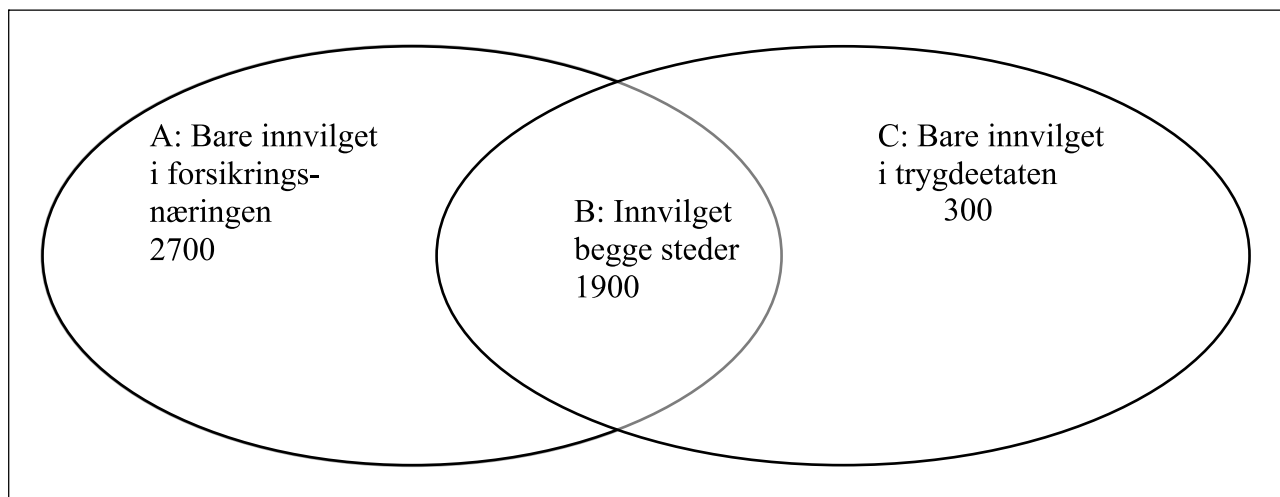 A: Bare innvilget
i forsikrings-
næringen
2700
B: Innvilget
begge steder
1900
C: Bare innvilget
i trygdeetaten
300